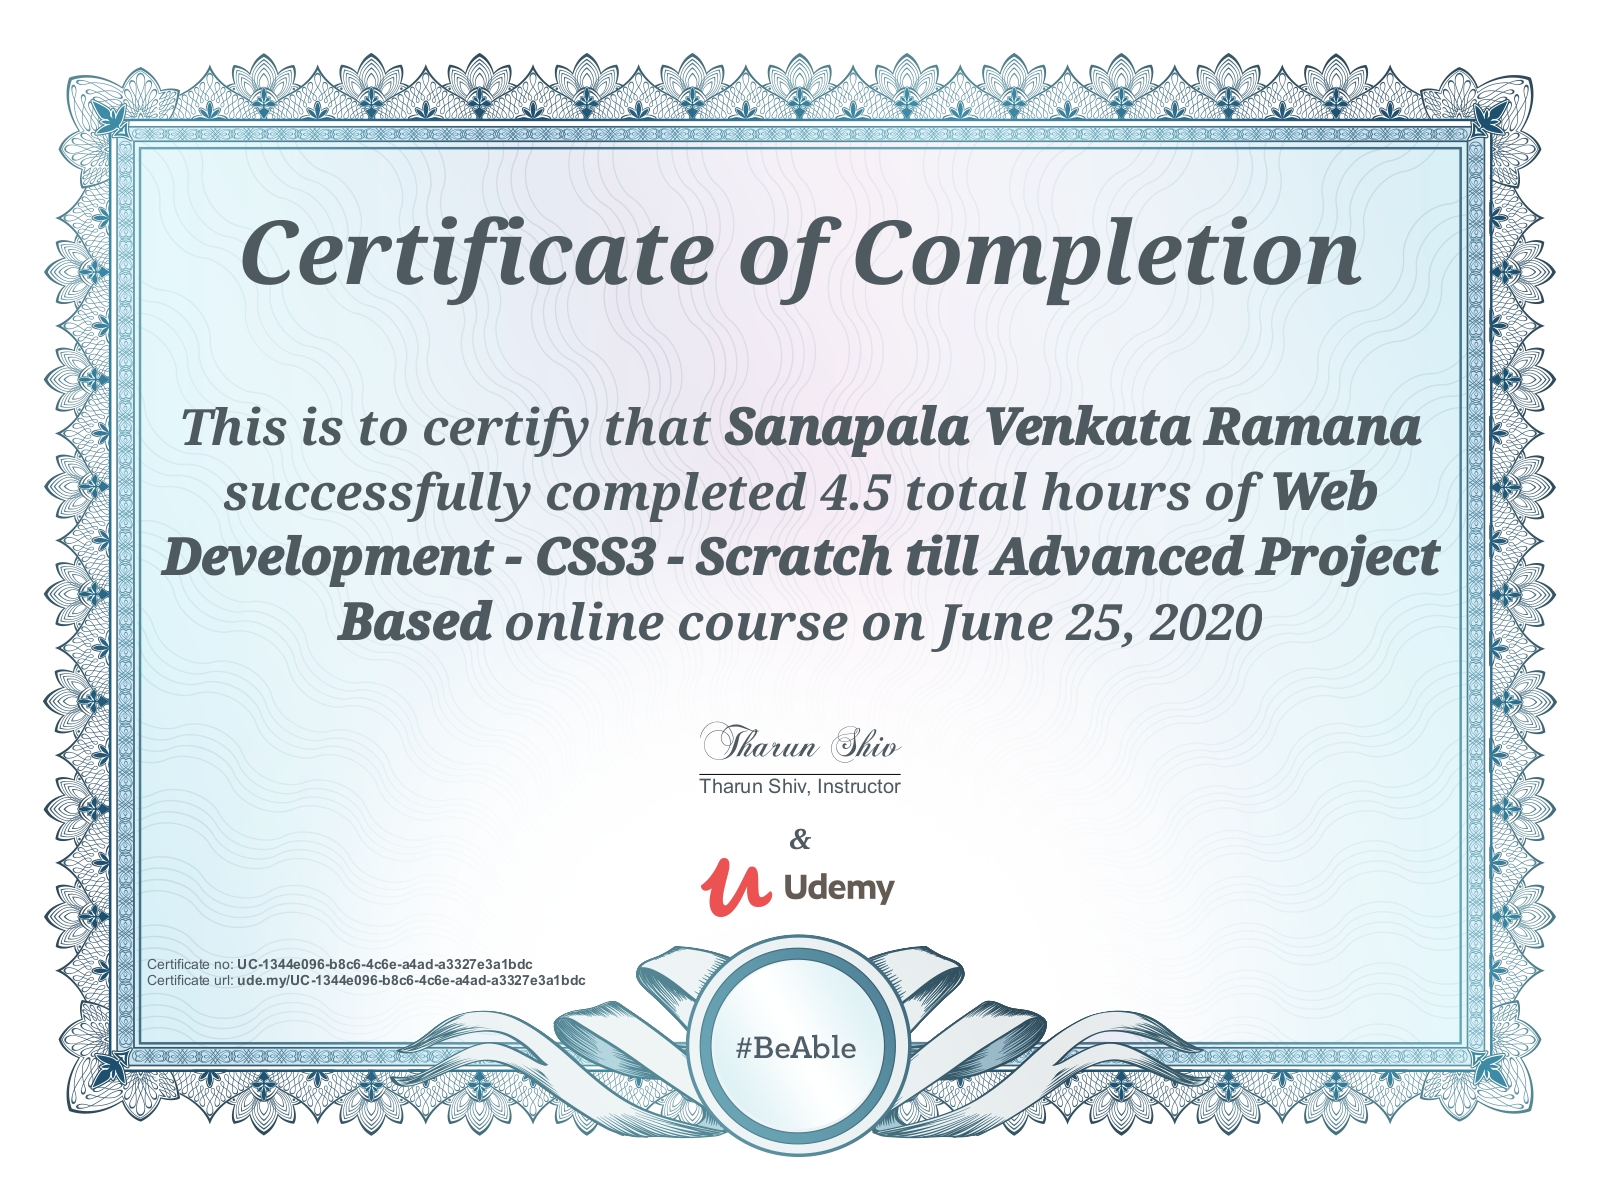 Certificate of Completion
This is to certify that Sanapala Venkata Ramana
successfully completed 4.5 total hours of Web
Development - CSS3 - Scratch till Advanced Project
Based online course on June 25, 2020
Tharun Shiv
Tharun Shiv, Instructor
&
Udemy
Certificate no: UC-1344e096-b8c6-4c6e-a4ad-a3327e3a1bdc
Certificate url: ude.my/UC-1344e096-b8c6-4c6e-a4ad-a3327e3a1bdc
#BeAble